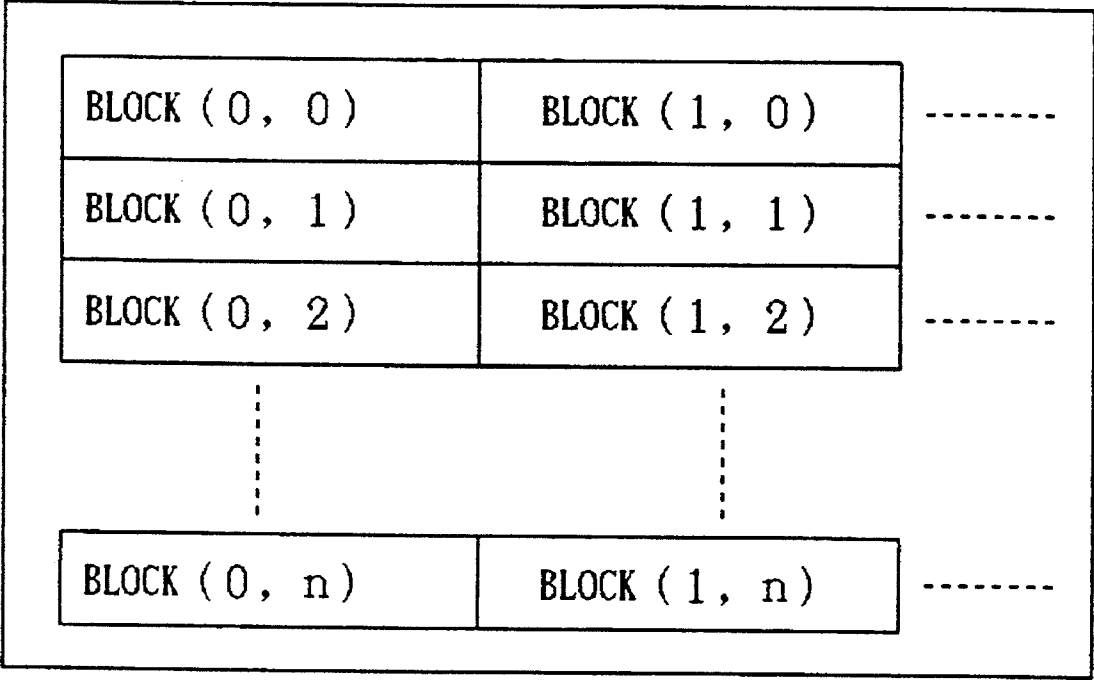 BLOCK (0, 0) BLOCK (1, 0)
BLOCK (0, 1) BLOCK (1, 1)
BLOCK (0, 2) BLOCK (1, 2)
BLOCK (0, n) BLOCK (1, n)